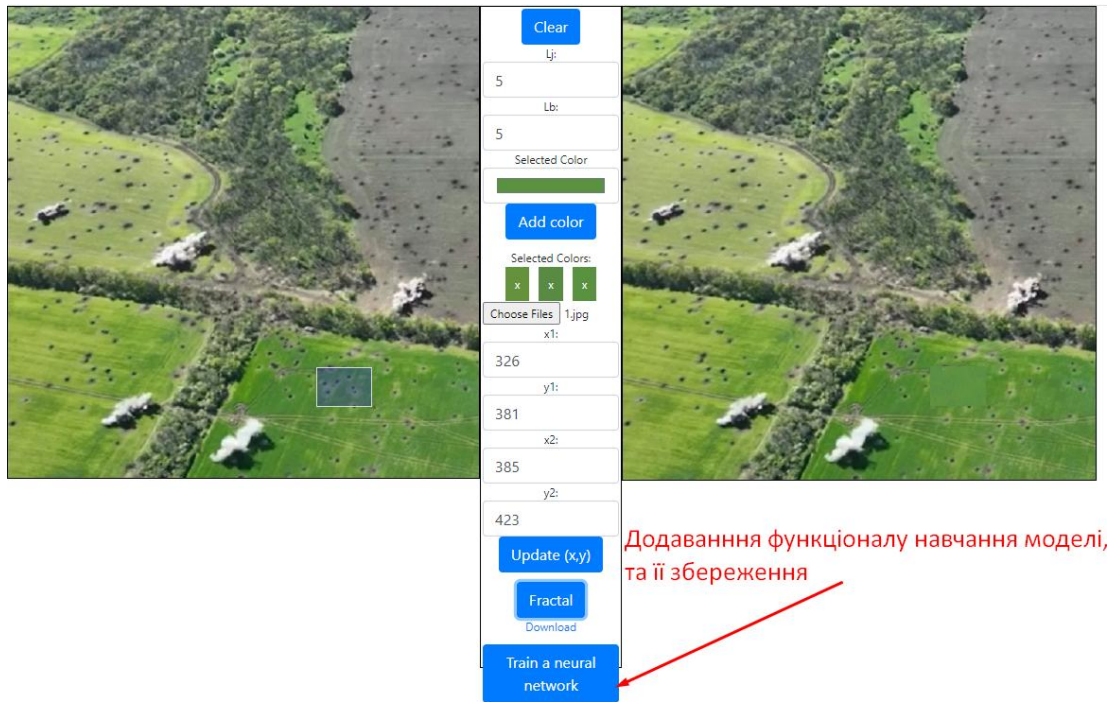 Clear
Lj:
5
Lb:
5
Selected Color
Add color
Selected Colors:
x x x
Choose Files 1.jpg
x1:
326
y1:
381
x2:
385
y2:
423
Update (x,y)
Fractal
Download
Train a neural
network
Додаванння функціоналу навчання моделі,
та її збереження